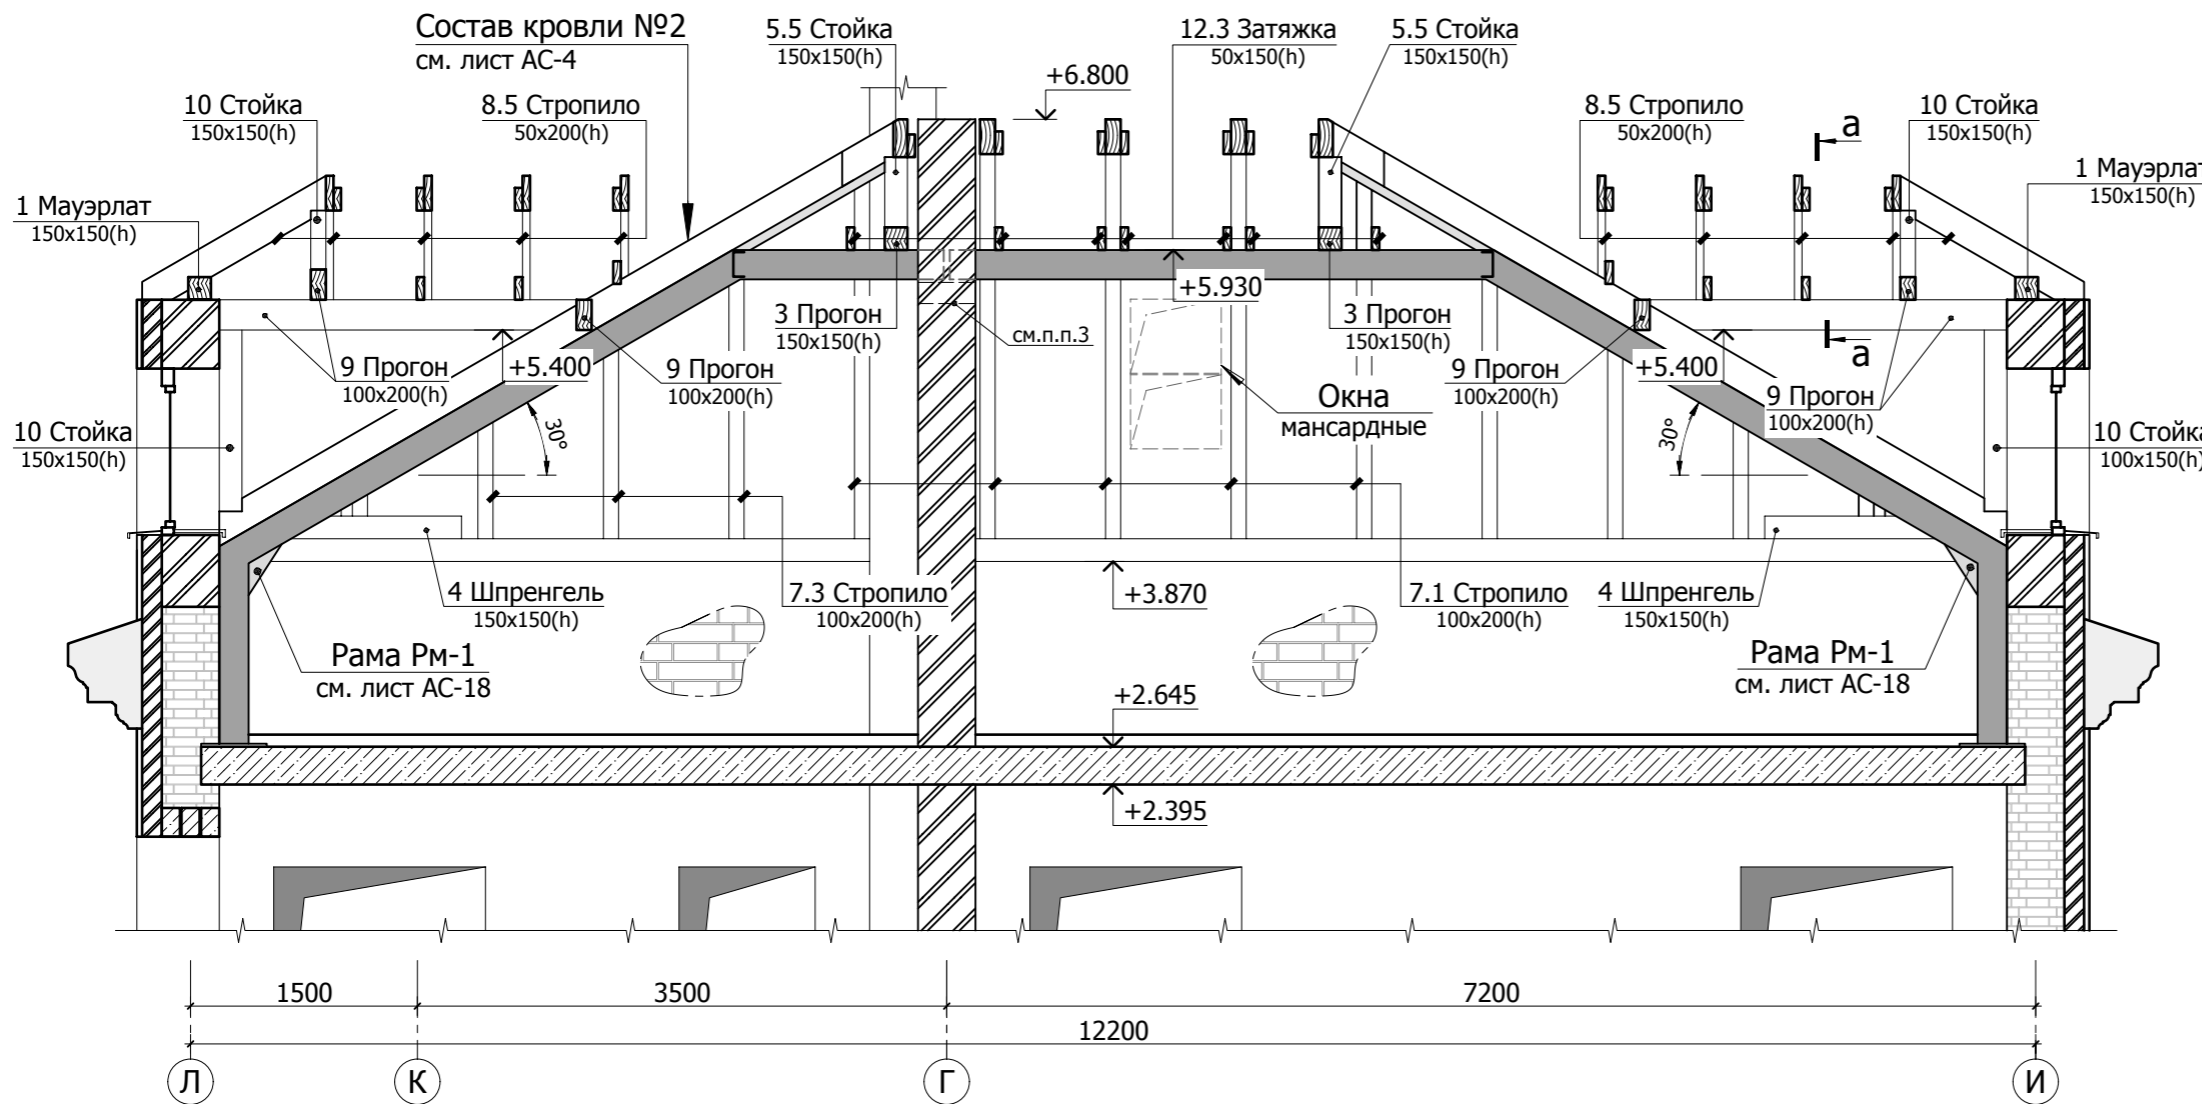 Состав кровли №2
см. лист АС-4
5.5 Стойка
150х150(h)
12.3 Затяжка
50х150(h)
5.5 Стойка
150х150(h)
+6.800
10 Стойка
150х150(h)
8.5 Стропило
50х200(h)
8.5 Стропило
50х200(h)
а
10 Стойка
150х150(h)
1 Мауэрлат
150х150(h)
1 Мауэрлат
150х150(h)
+5.930
3 Прогон
150х150(h)
см.п.п.3
3 Прогон
150х150(h)
а
9 Прогон
100х200(h)
+5.400
9 Прогон
100х200(h)
9 Прогон
100х200(h)
+5.400
9 Прогон
100х200(h)
Окна
мансардные
30°
30°
10 Стойка
150х150(h)
10 Стойка
100х150(h)
4 Шпренгель
150х150(h)
7.3 Стропило
100х200(h)
+3.870
7.1 Стропило
100х200(h)
4 Шпренгель
150х150(h)
Рама Рм-1
см. лист АС-18
Рама Рм-1
см. лист АС-18
+2.645
+2.395
1500
3500
7200
12200
Л
К
Г
И